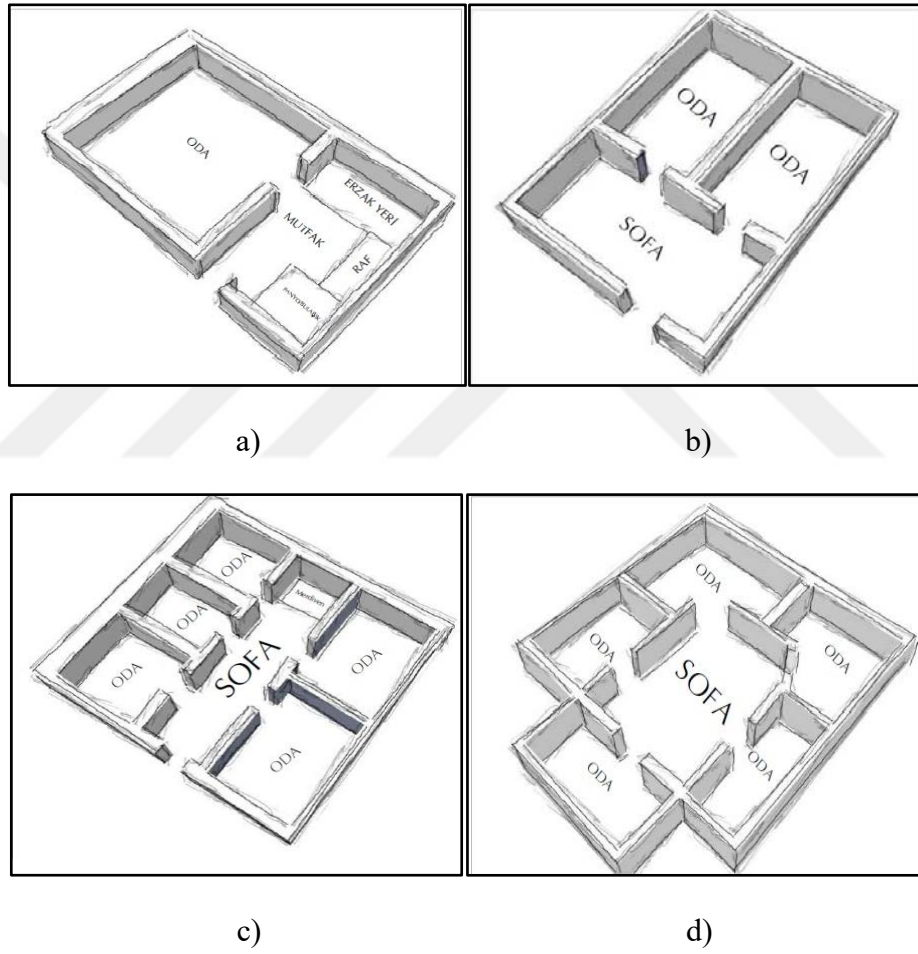 ODA
ERZAK YERİ
MUTFAK
RAF
a)
ODA
ODA
SOFA
b)
ODA
Merdiven
ODA
ODA
SOFA
ODA
ODA
c)
ODA
ODA
ODA
SOFA
ODA
ODA
d)